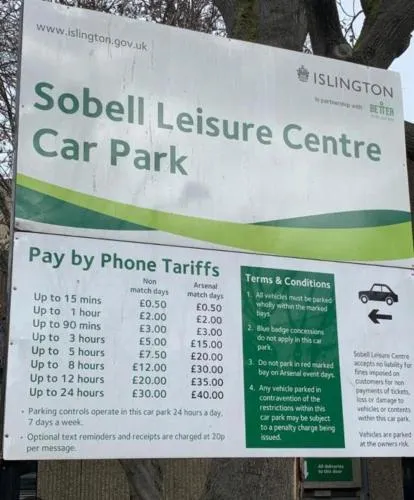 www.islington.gov.uk
ISLINGTON
In partnership with
BETTER
Sobell Leisure Centre
Car Park
Pay by Phone Tariffs
Non match days
Arsenal match days
Up to 15 mins £0.50 £0.50
Up to 1 hour £2.00 £2.00
Up to 90 mins £3.00 £3.00
Up to 3 hours £5.00 £15.00
Up to 5 hours £7.50 £20.00
Up to 8 hours £12.00 £30.00
Up to 12 hours £20.00 £35.00
Up to 24 hours £30.00 £40.00
· Parking controls operate in this car park 24 hours a day,
7 days a week.
· Optional text reminders and receipts are charged at 20p
per message.
Terms & Conditions
1. All vehicles must be parked
wholly within the marked
bays.
2. Blue badge concessions
do not apply in this car
park.
3. Do not park in red marked
bay on Arsenal event days.
4. Any vehicle parked in
contravention of the
restrictions within this
car park may be subject
to a penalty charge being
issued.
Sobell Leisure Centre
accepts no liability for
fines imposed on
customers for non
payments of tickets,
loss or damage to
vehicles or contents
within this car park.
Vehicles are parked
at the owners risk.
All deliveries
to this door